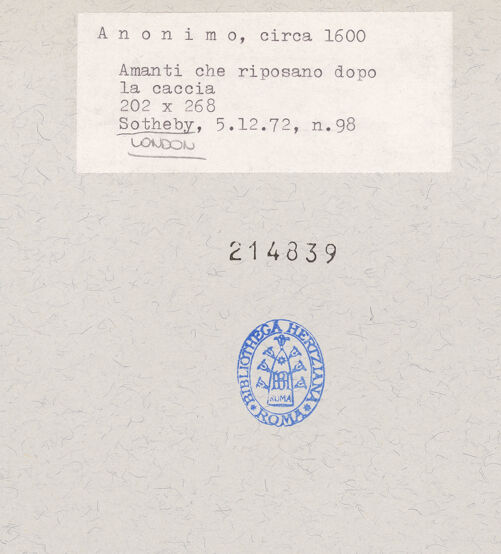 Anonimo, circa 1600
Amanti che riposano dopo
la caccia
202 x 268
Sotheby, 5.12.72, n.98
LONDON
214839
BIBLIOTHECA HERTZIANA
ROMA
ROMA